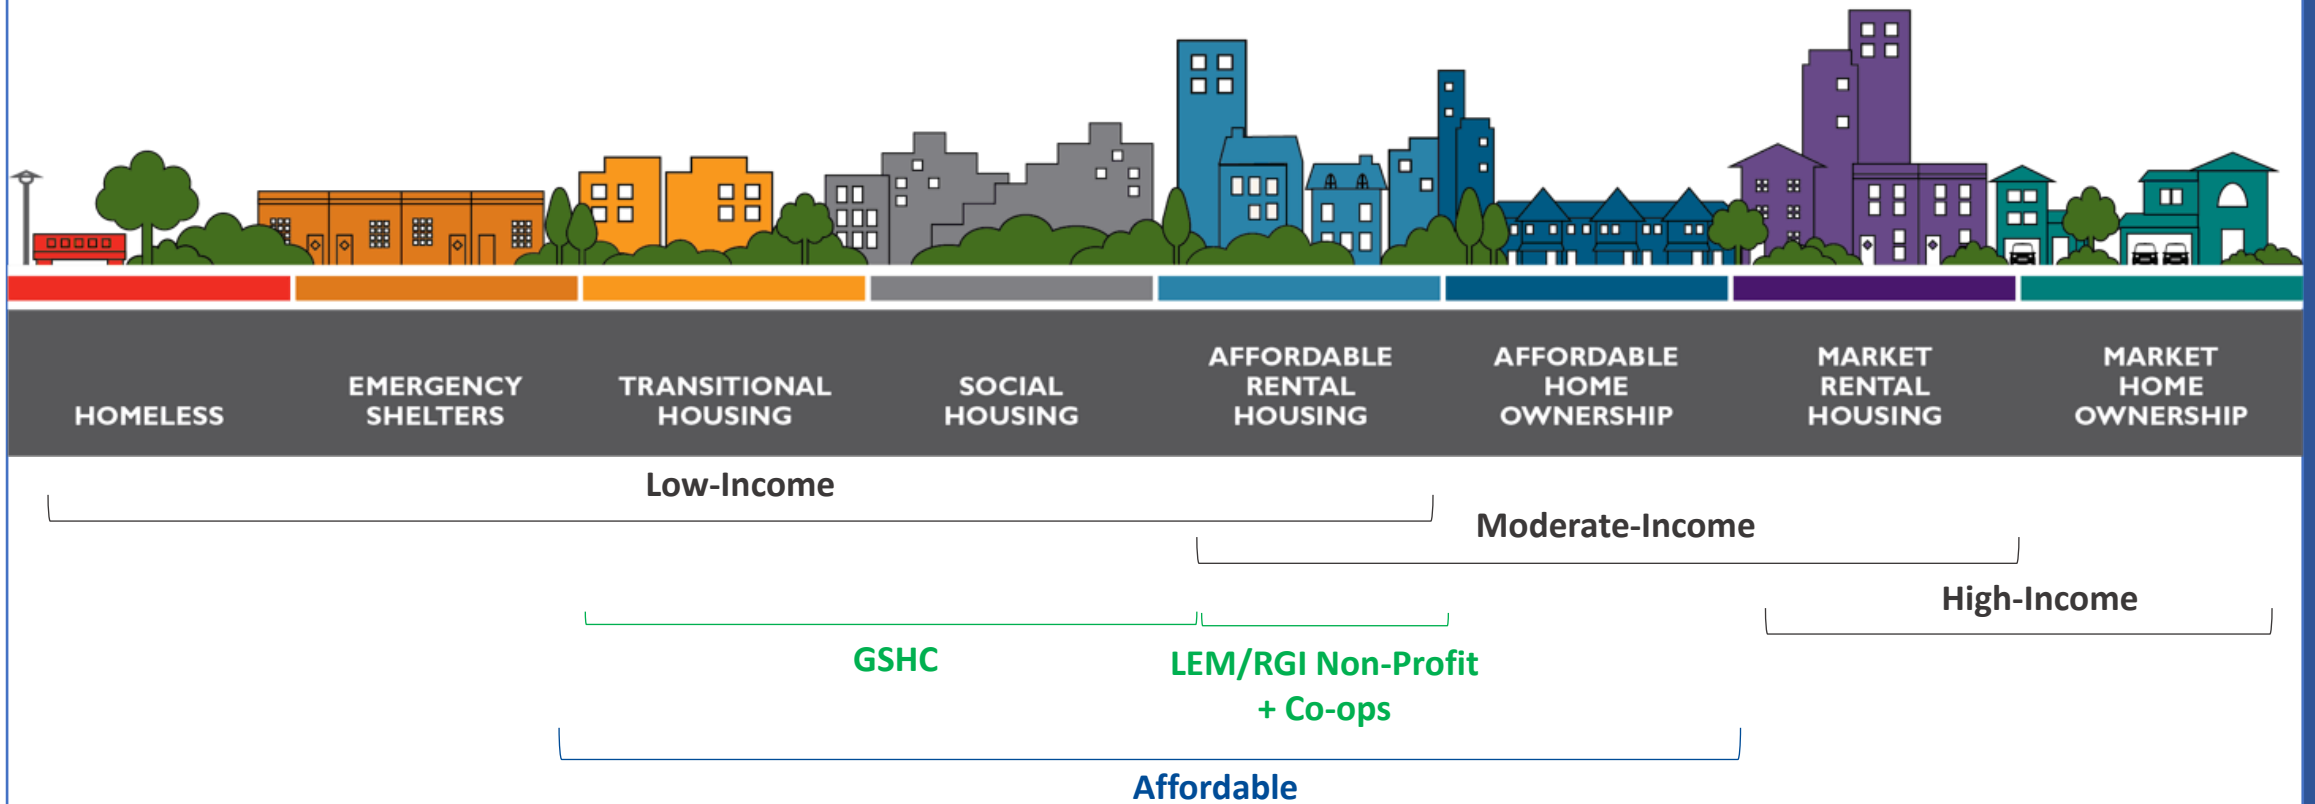 HOMELESS
EMERGENCY
SHELTERS
TRANSITIONAL
HOUSING
SOCIAL
HOUSING
AFFORDABLE
RENTAL
HOUSING
AFFORDABLE
HOME
OWNERSHIP
MARKET
RENTAL
HOUSING
MARKET
HOME
OWNERSHIP
Low-Income
Moderate-Income
High-Income
GSHC
LEM/RGI Non-Profit
+ Co-ops
Affordable